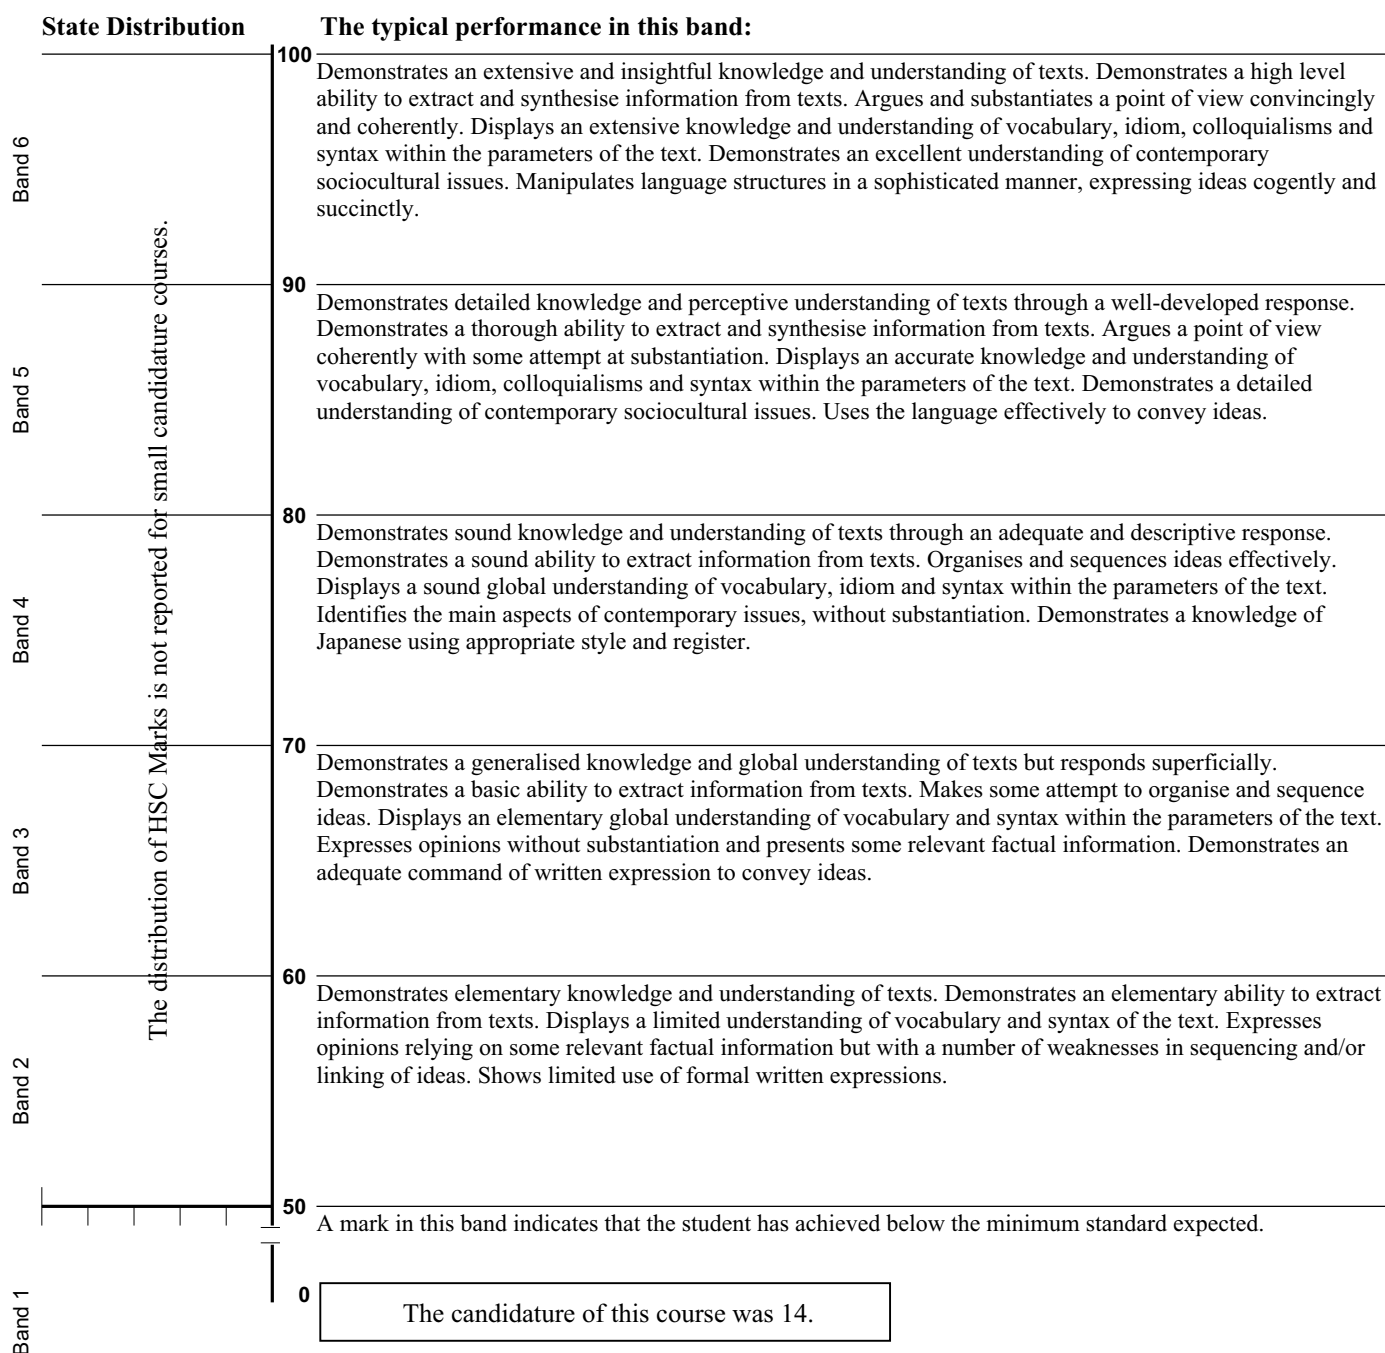 State Distribution
The typical performance in this band:
100
Band 6
Demonstrates an extensive and insightful knowledge and understanding of texts. Demonstrates a high level
ability to extract and synthesise information from texts. Argues and substantiates a point of view convincingly
and coherently. Displays an extensive knowledge and understanding of vocabulary, idiom, colloquialisms and
syntax within the parameters of the text. Demonstrates an excellent understanding of contemporary
sociocultural issues. Manipulates language structures in a sophisticated manner, expressing ideas cogently and
succinctly.
The distribution of HSC Marks is not reported for small candidature courses.
90
Band 5
Demonstrates detailed knowledge and perceptive understanding of texts through a well-developed response.
Demonstrates a thorough ability to extract and synthesise information from texts. Argues a point of view
coherently with some attempt at substantiation. Displays an accurate knowledge and understanding of
vocabulary, idiom, colloquialisms and syntax within the parameters of the text. Demonstrates a detailed
understanding of contemporary sociocultural issues. Uses the language effectively to convey ideas.
80
Band 4
Demonstrates sound knowledge and understanding of texts through an adequate and descriptive response.
Demonstrates a sound ability to extract information from texts. Organises and sequences ideas effectively.
Displays a sound global understanding of vocabulary, idiom and syntax within the parameters of the text.
Identifies the main aspects of contemporary issues, without substantiation. Demonstrates a knowledge of
Japanese using appropriate style and register.
70
Band 3
Demonstrates a generalised knowledge and global understanding of texts but responds superficially.
Demonstrates a basic ability to extract information from texts. Makes some attempt to organise and sequence
ideas. Displays an elementary global understanding of vocabulary and syntax within the parameters of the text.
Expresses opinions without substantiation and presents some relevant factual information. Demonstrates an
adequate command of written expression to convey ideas.
60
Band 2
Demonstrates elementary knowledge and understanding of texts. Demonstrates an elementary ability to extract
information from texts. Displays a limited understanding of vocabulary and syntax of the text. Expresses
opinions relying on some relevant factual information but with a number of weaknesses in sequencing and/or
linking of ideas. Shows limited use of formal written expressions.
50
A mark in this band indicates that the student has achieved below the minimum standard expected.
Band 1
0
The candidature of this course was 14.